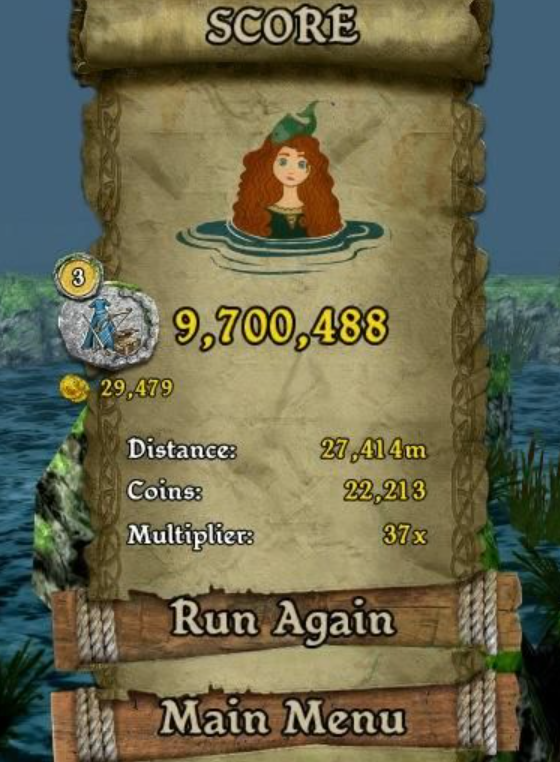 SCORE
3
9,700,488
29,479
Distance: 27,414m
Coins: 22,213
Multiplier: 37x
Run Again
Main Menu